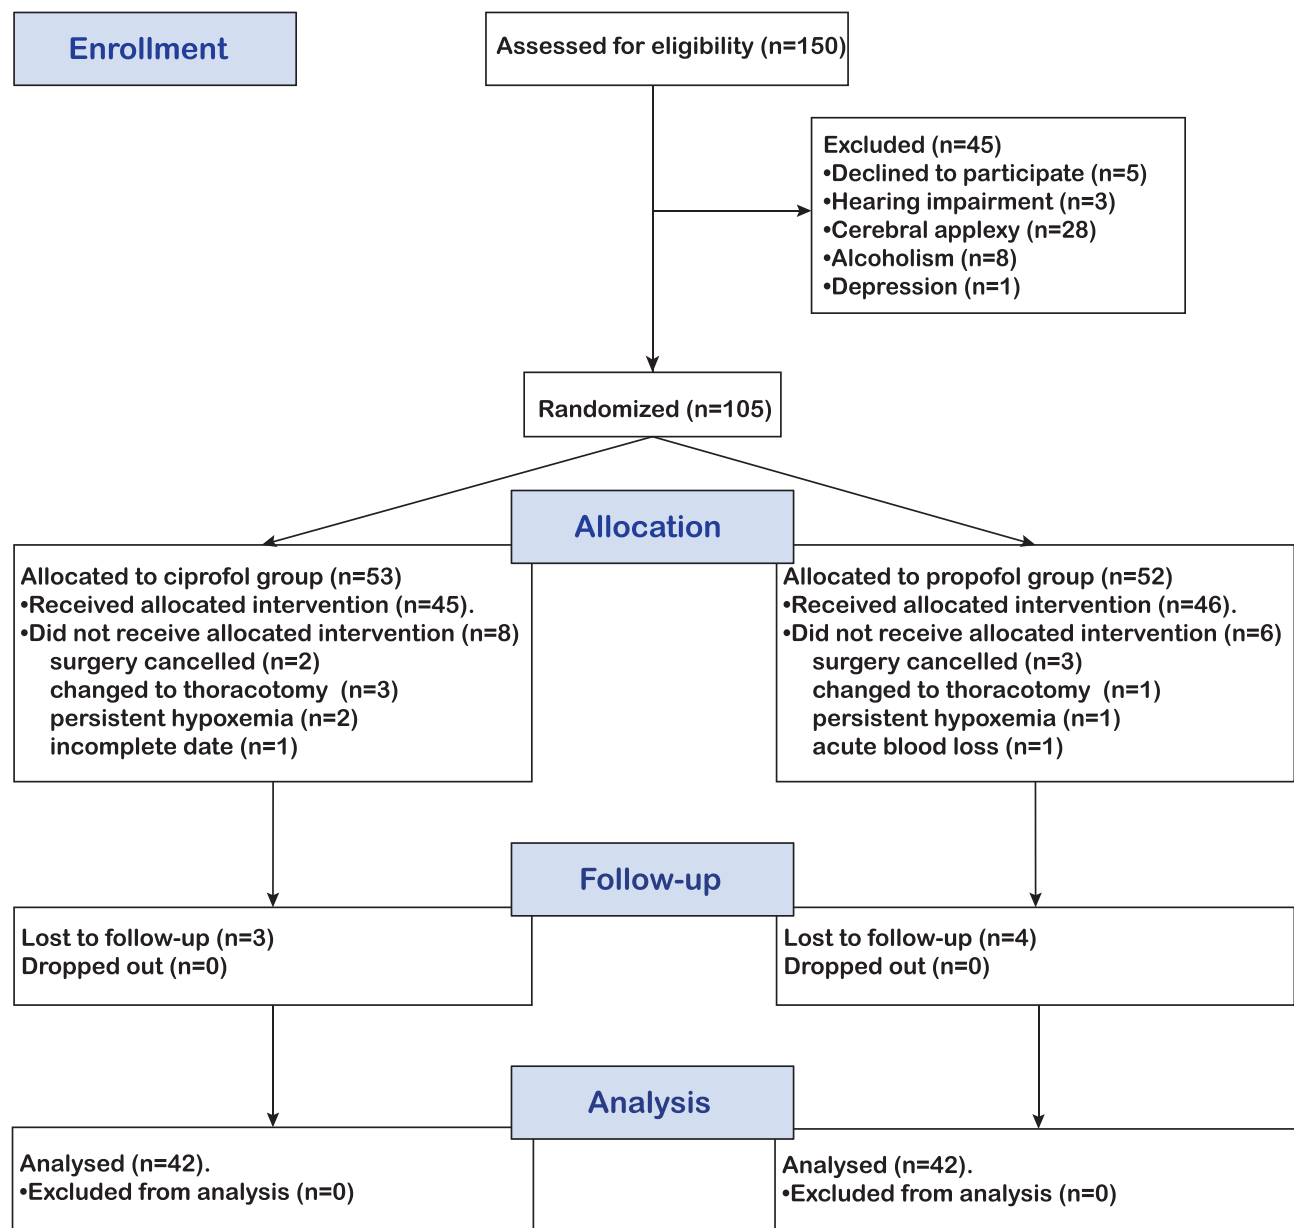 Enrollment
Assessed for eligibility (n=150)
Excluded (n=45)
•Declined to participate (n=5)
•Hearing impairment (n=3)
•Cerebral applexy (n=28)
•Alcoholism (n=8)
•Depression (n=1)
Randomized (n=105)
Allocation
Allocated to ciprofol group (n=53)
•Received allocated intervention (n=45).
•Did not receive allocated intervention (n=8)
surgery cancelled (n=2)
changed to thoracotomy (n=3)
persistent hypoxemia (n=2)
incomplete date (n=1)
Allocated to propofol group (n=52)
•Received allocated intervention (n=46).
•Did not receive allocated intervention (n=6)
surgery cancelled (n=3)
changed to thoracotomy (n=1)
persistent hypoxemia (n=1)
acute blood loss (n=1)
Follow-up
Lost to follow-up (n=3)
Dropped out (n=0)
Lost to follow-up (n=4)
Dropped out (n=0)
Analysis
Analysed (n=42).
•Excluded from analysis (n=0)
Analysed (n=42).
•Excluded from analysis (n=0)